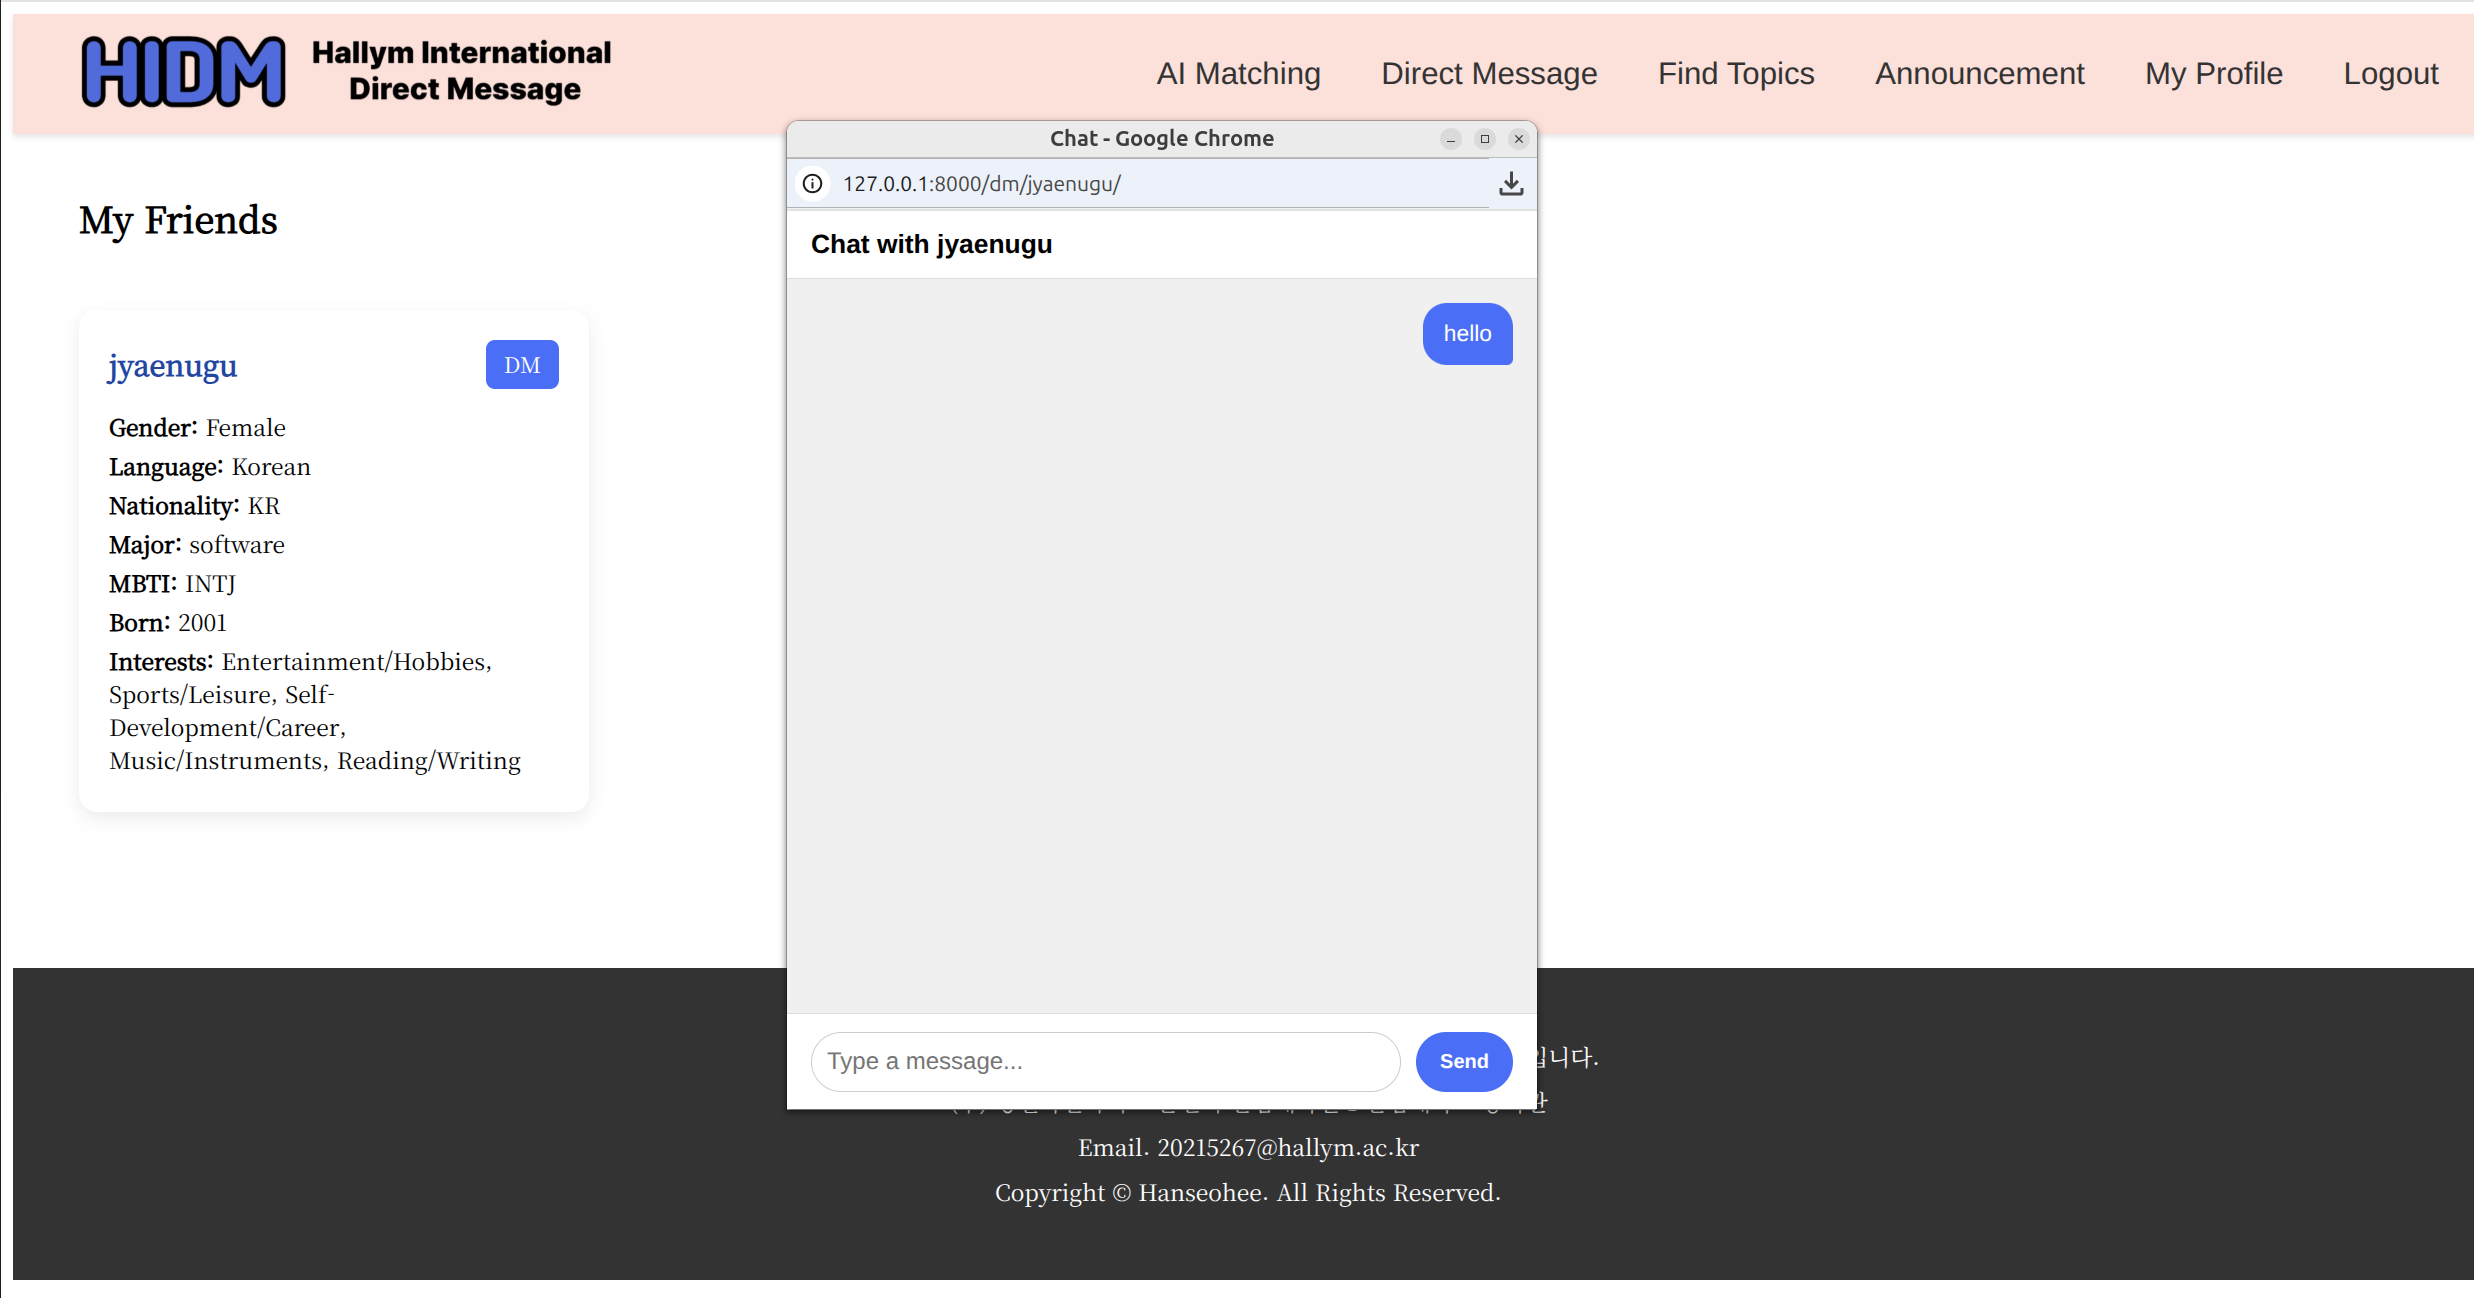 HIDM
Hallym International
Direct Message
AI Matching
Direct Message
Find Topics
Announcement
My Profile
Logout
My Friends
jyaenugu
DM
Gender: Female
Language: Korean
Nationality: KR
Major: software
MBTI: INTJ
Born: 2001
Interests: Entertainment/Hobbies,
Sports/Leisure, Self-
Development/Career,
Music/Instruments, Reading/Writing
Chat - Google Chrome
127.0.0.1:8000/dm/jyaenugu/
Chat with jyaenugu
hello
Type a message...
Send
입니다.
Email. 20215267@hallym.ac.kr
Copyright © Hanseohee. All Rights Reserved.